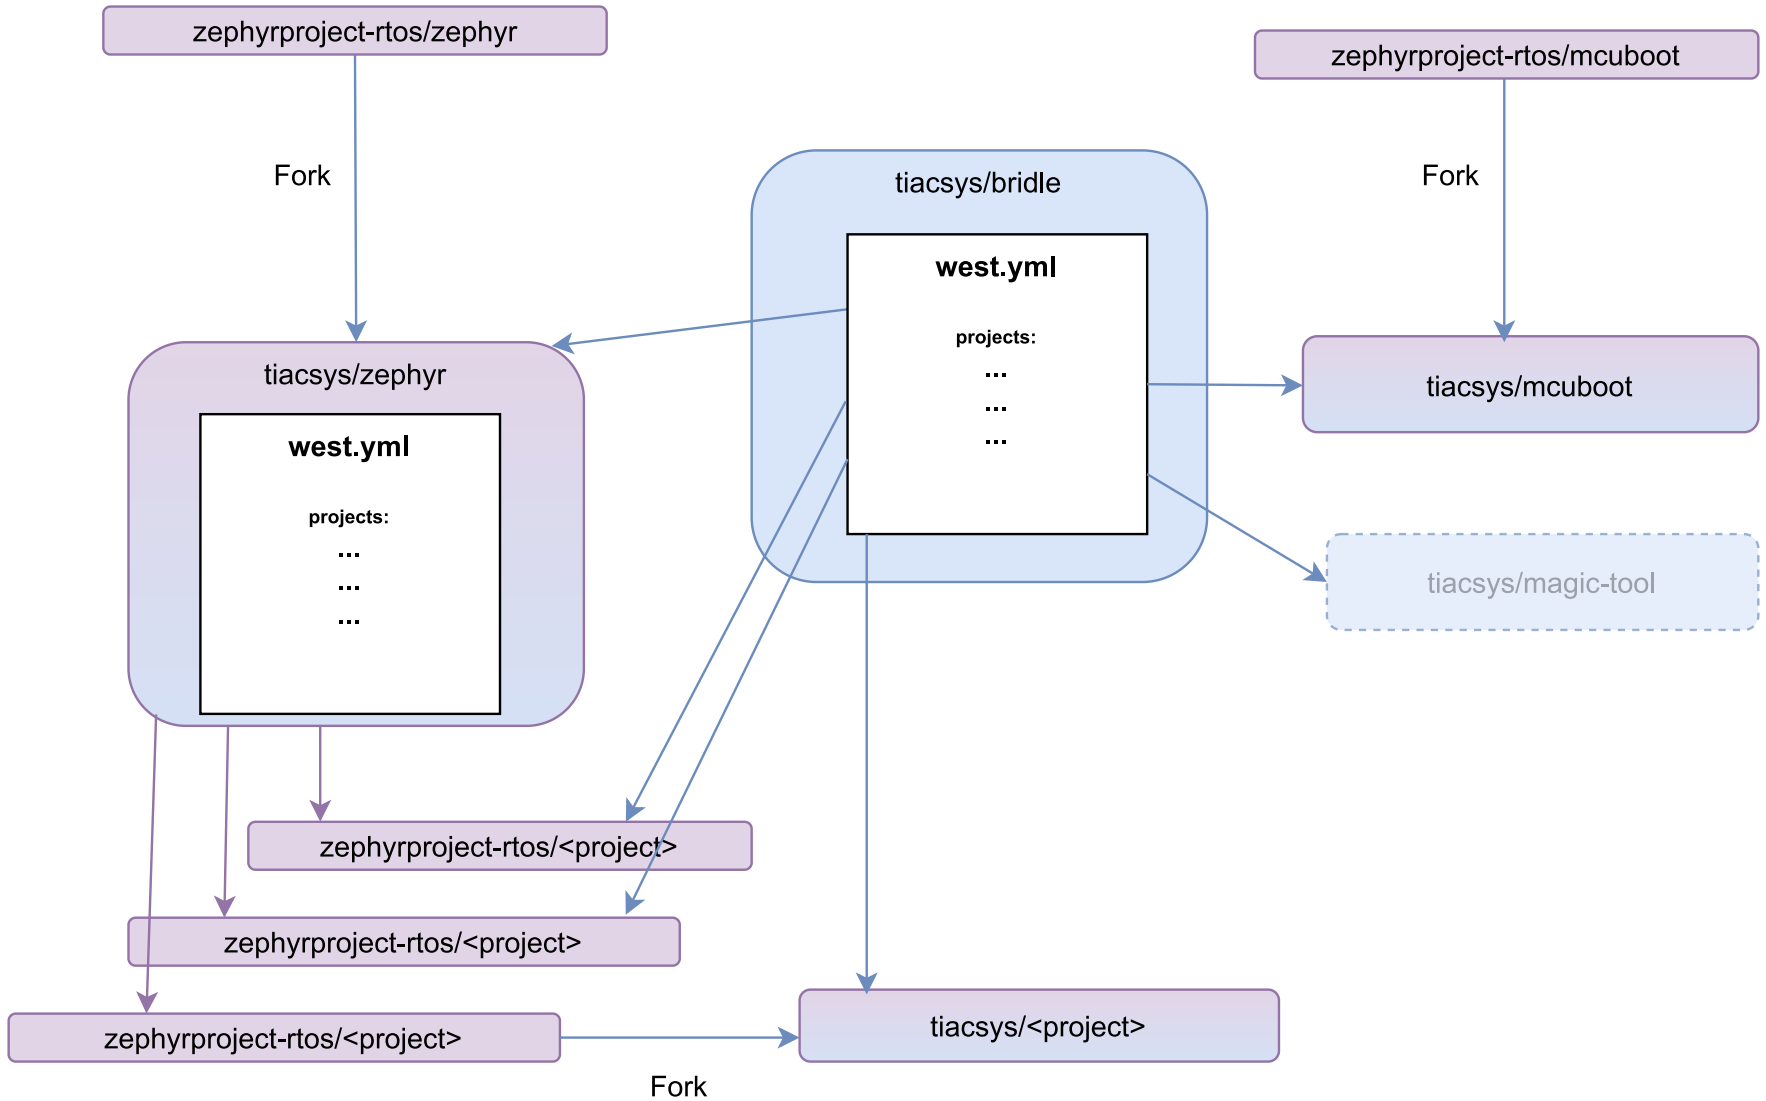 zephyrproject-rtos/zephyr
zephyrproject-rtos/mcuboot
Fork
tiacsys/bridle
Fork
west.yml
projects:
...
...
...
tiacsys/zephyr
west.yml
projects:
...
...
...
tiacsys/mcuboot
tiacsys/magic-tool
zephyrproject-rtos/<project>
zephyrproject-rtos/<project>
zephyrproject-rtos/<project>
tiacsys/<project>
Fork